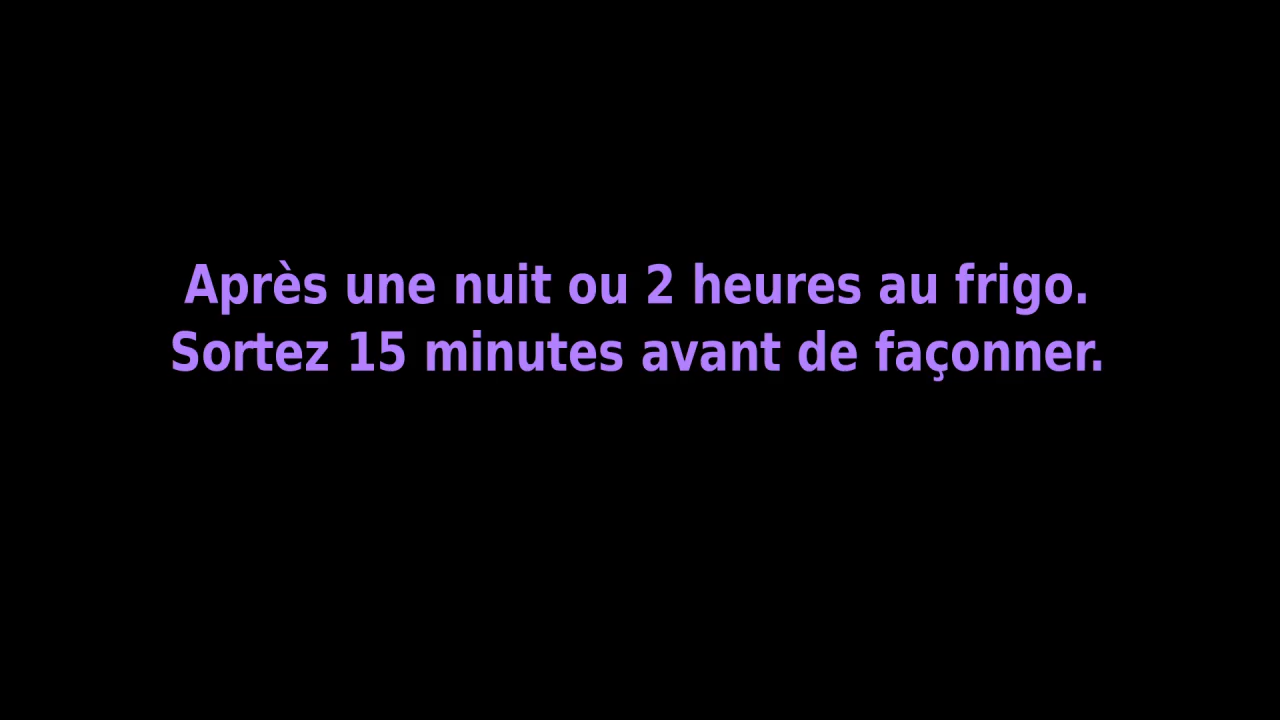 Après une nuit ou 2 heures au frigo.
Sortez 15 minutes avant de façonner.